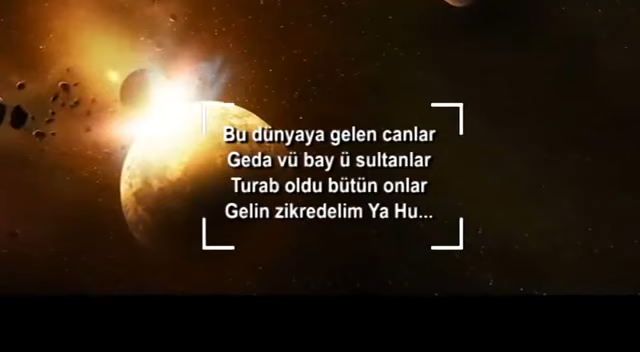 Bu dünyaya gelen canlar
Geda vü bay ü sultanlar
Turab oldu bütün onlar
Gelin zikredelim Ya Hu...